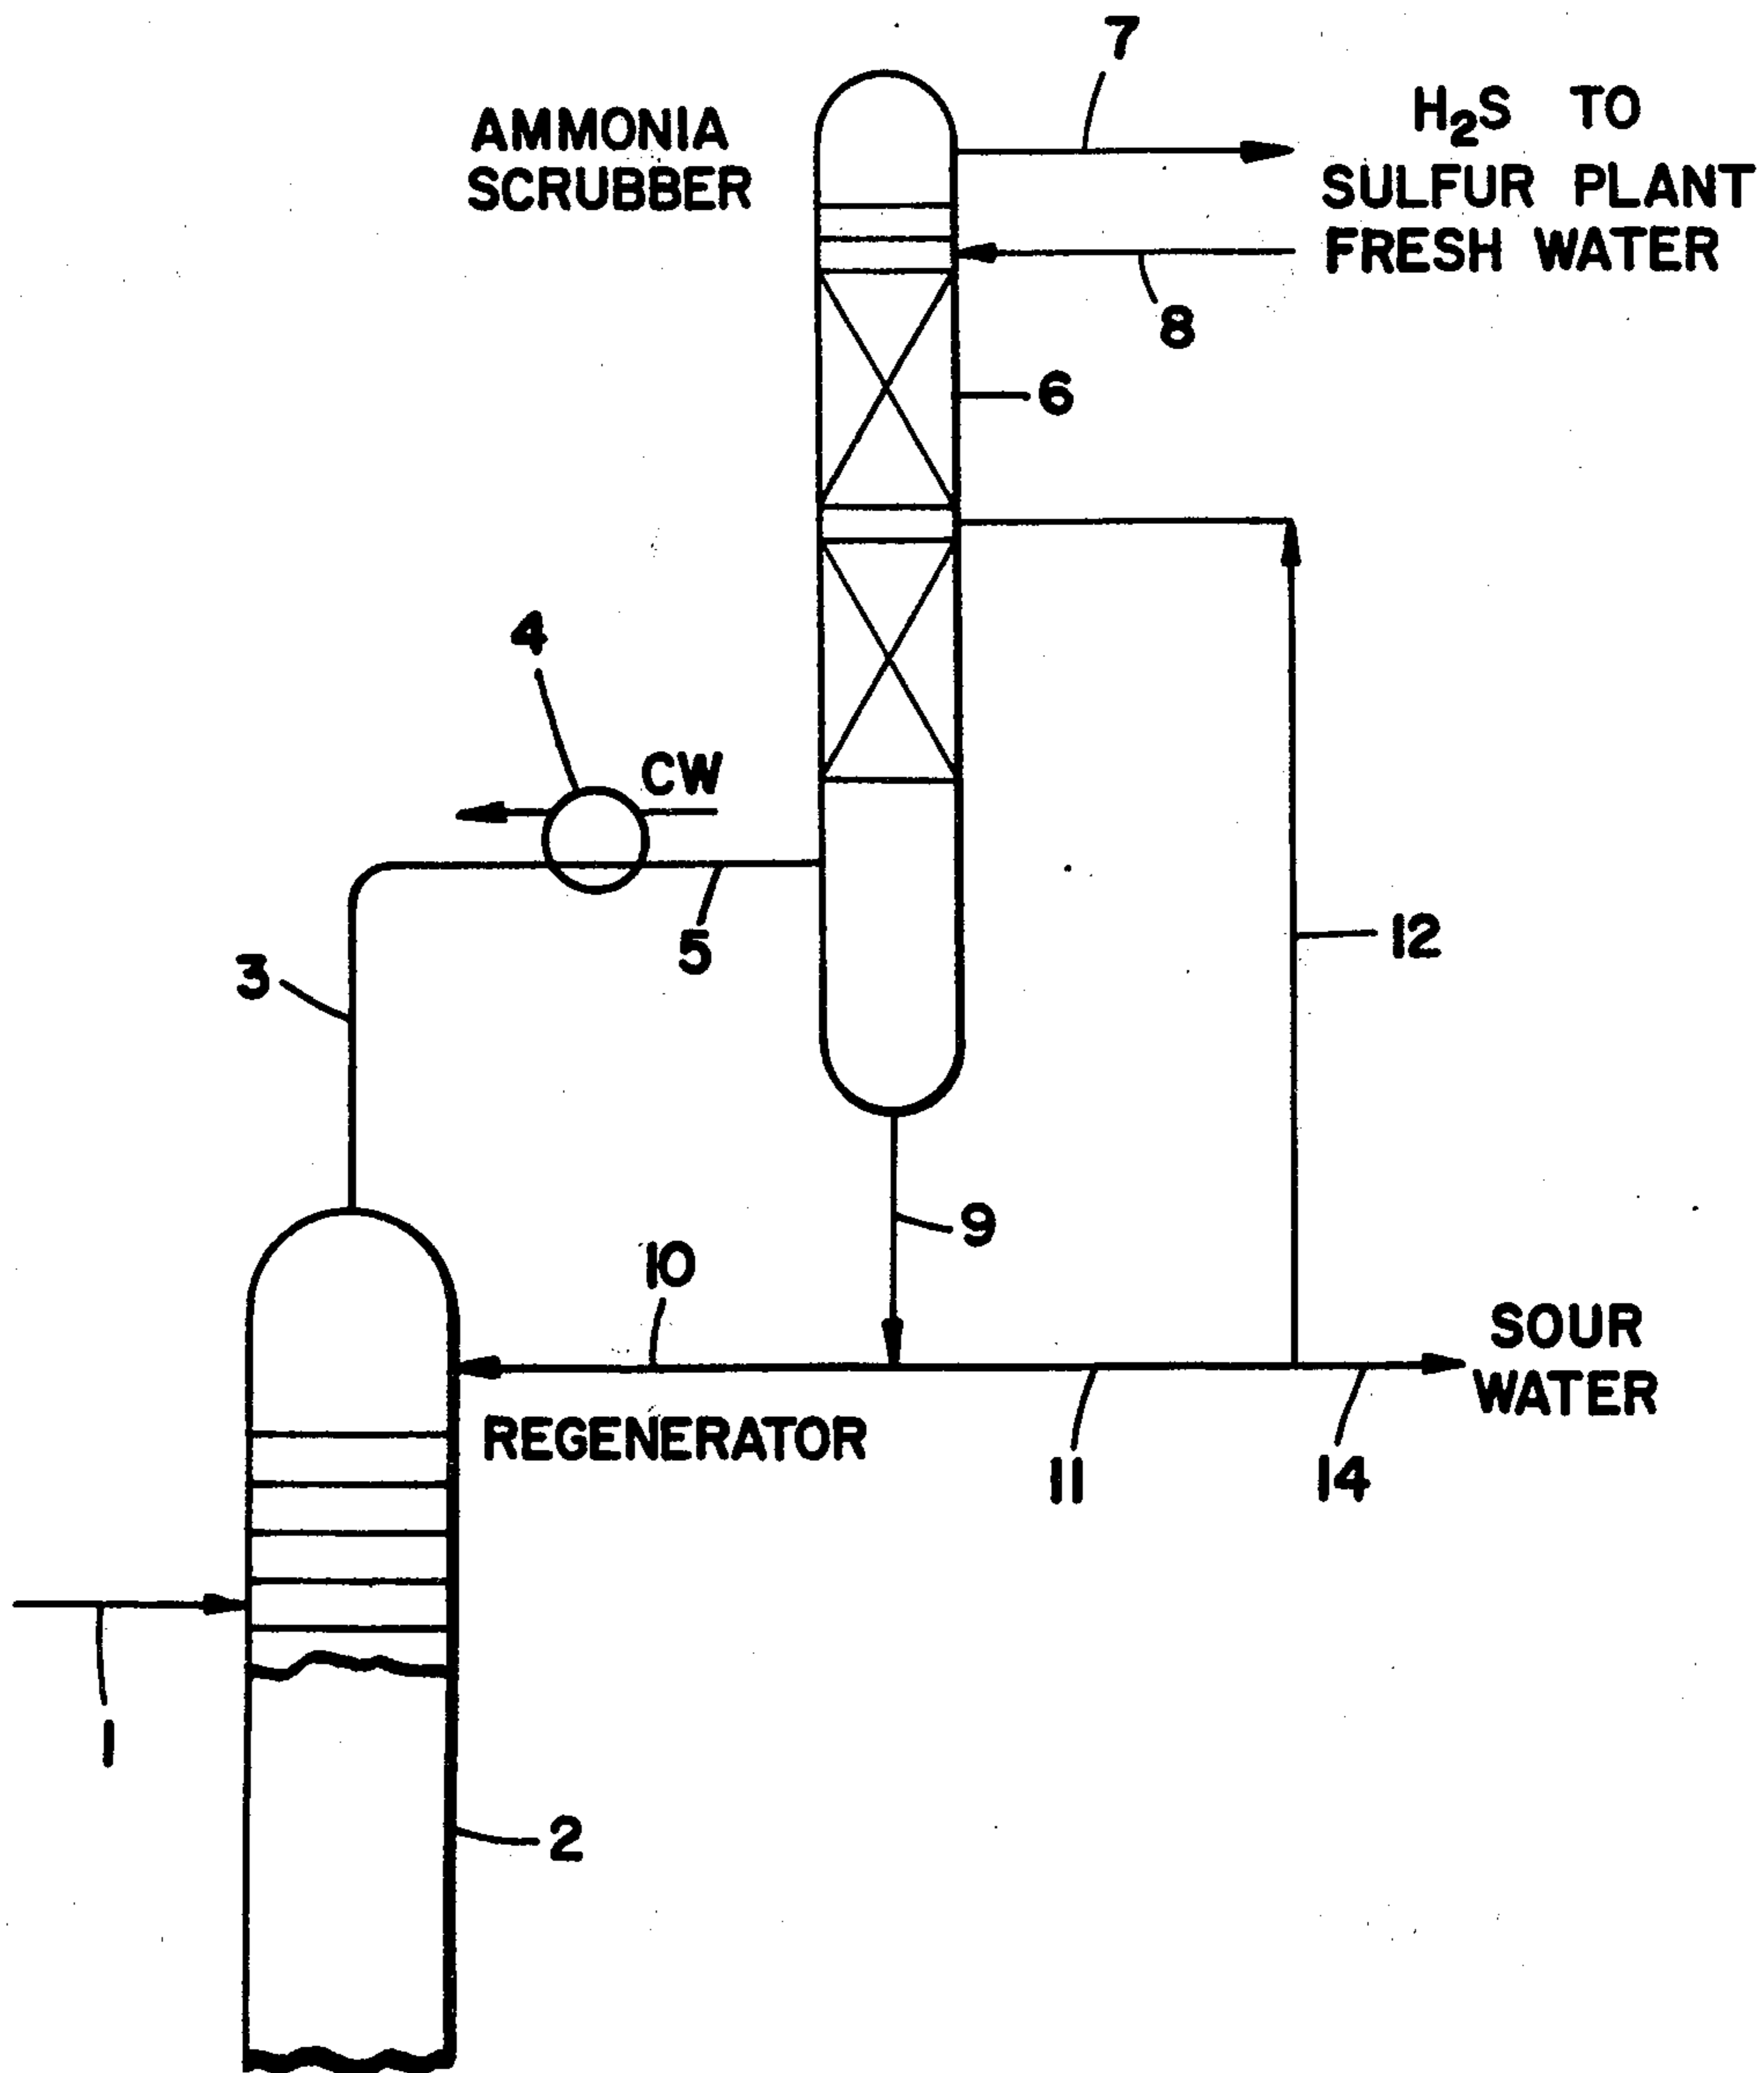 7
AMMONIA
SCRUBBER
H₂S TO
SULFUR PLANT
FRESH WATER
8
6
4
CW
5
12
3
9
10
SOUR
WATER
REGENERATOR
11
14
1
2